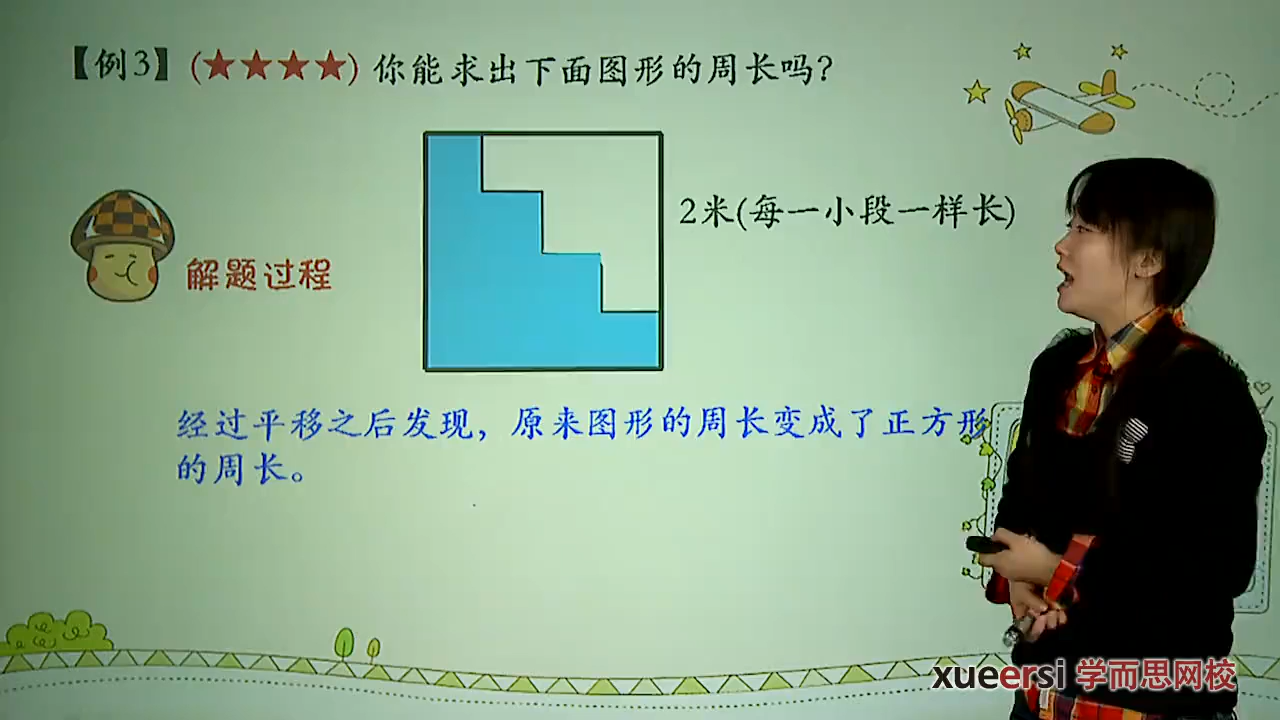 【例3】(★★★★) 你能求出下面图形的周长吗?
2米(每一小段一样长)
解题过程
经过平移之后发现，原来图形的周长变成了正方形
的周长。
xueersi 学而思网校